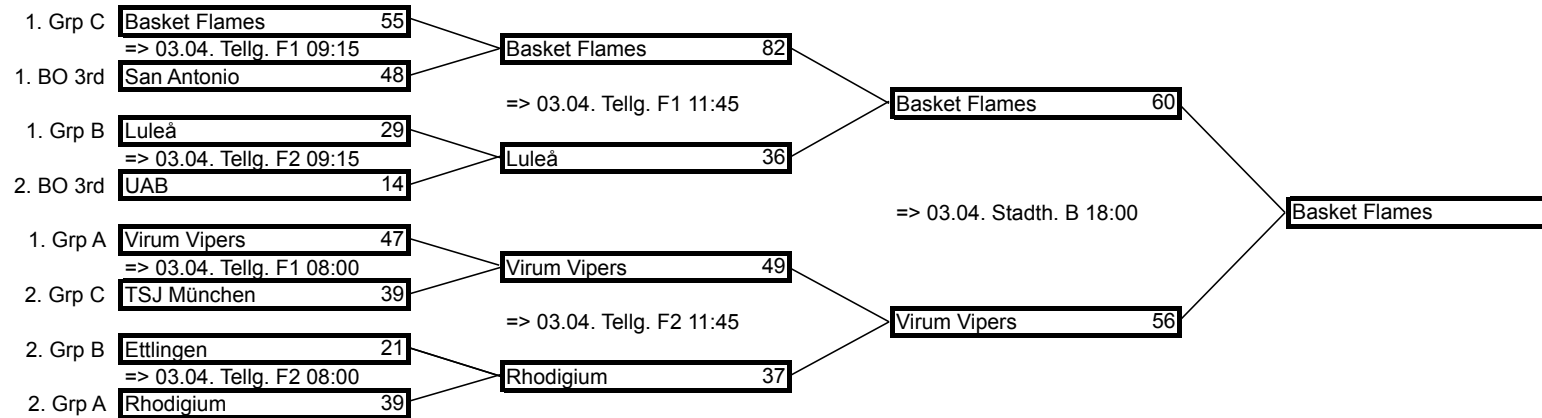 1. Grp C Basket Flames 55
=> 03.04. Tellg. F1 09:15
1. BO 3rd San Antonio 48
Basket Flames 82
=> 03.04. Tellg. F1 11:45
Luleå 36
1. Grp B Luleå 29
=> 03.04. Tellg. F2 09:15
2. BO 3rd UAB 14
Basket Flames 60
=> 03.04. Stadth. B 18:00
Virum Vipers 56
Basket Flames
1. Grp A Virum Vipers 47
=> 03.04. Tellg. F1 08:00
2. Grp C TSJ München 39
Virum Vipers 49
=> 03.04. Tellg. F2 11:45
Rhodigium 37
2. Grp B Ettlingen 21
=> 03.04. Tellg. F2 08:00
2. Grp A Rhodigium 39